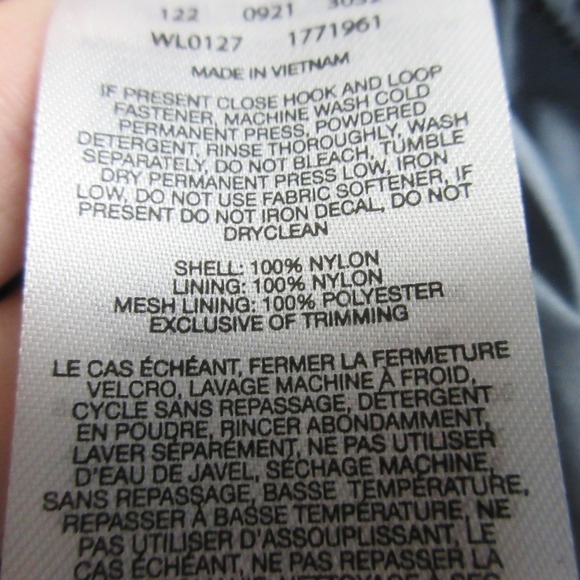 122 0921 3032
WL0127 1771961
MADE IN VIETNAM
IF PRESENT CLOSE HOOK AND LOOP
FASTENER, MACHINE WASH COLD
PERMANENT PRESS, POWDERED
DETERGENT, RINSE THOROUGHLY, WASH
SEPARATELY, DO NOT BLEACH, TUMBLE
DRY PERMANENT PRESS LOW, IRON
LOW, DO NOT USE FABRIC SOFTENER, IF
PRESENT DO NOT IRON DECAL, DO NOT
DRYCLEAN
SHELL: 100% NYLON
LINING: 100% NYLON
MESH LINING: 100% POLYESTER
EXCLUSIVE OF TRIMMING
LE CAS ÉCHÉANT, FERMER LA FERMETURE
VELCRO, LAVAGE MACHINE À FROID,
CYCLE SANS REPASSAGE, DÉTERGENT
EN POUDRE, RINCER ABONDAMMENT,
LAVER SÉPARÉMENT, NE PAS UTILISER
D'EAU DE JAVEL, SÉCHAGE MACHINE,
SANS REPASSAGE, BASSE TEMPÉRATURE,
REPASSER À BASSE TEMPÉRATURE, NE
PAS UTILISER D'ASSOUPLISSANT, LE
CAS ÉCHÉANT, NE PAS REPASSER LA